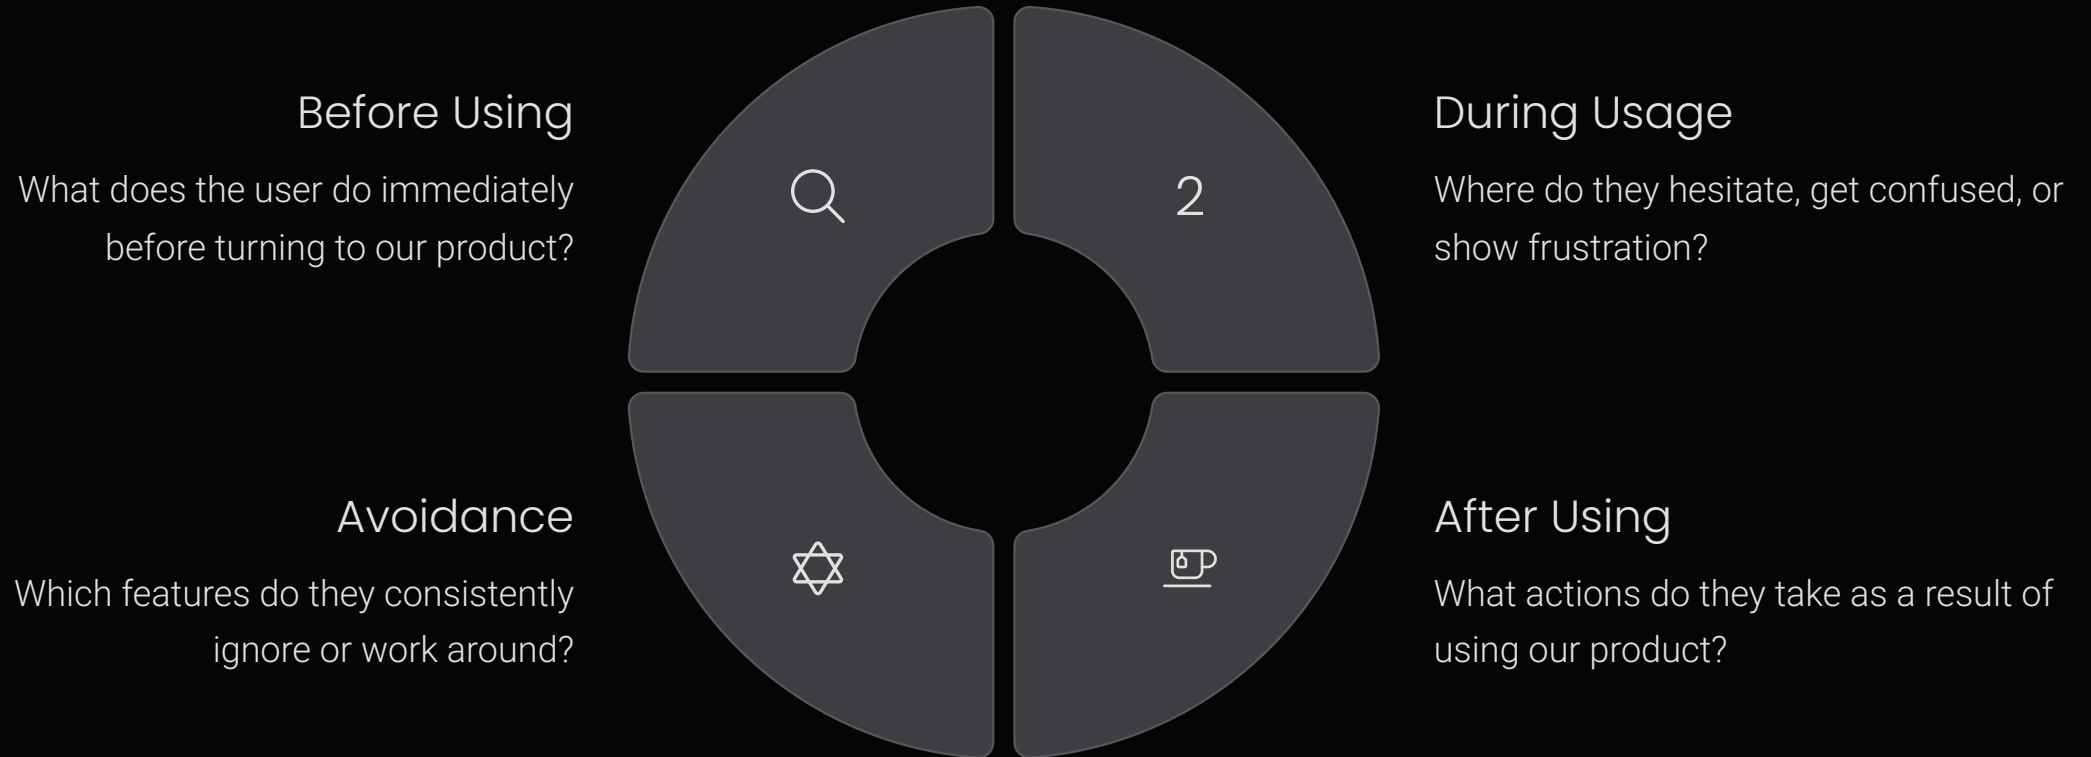 Before Using
What does the user do immediately
before turning to our product?
2
During Usage
Where do they hesitate, get confused, or
show frustration?
Avoidance
Which features do they consistently
ignore or work around?
After Using
What actions do they take as a result of
using our product?